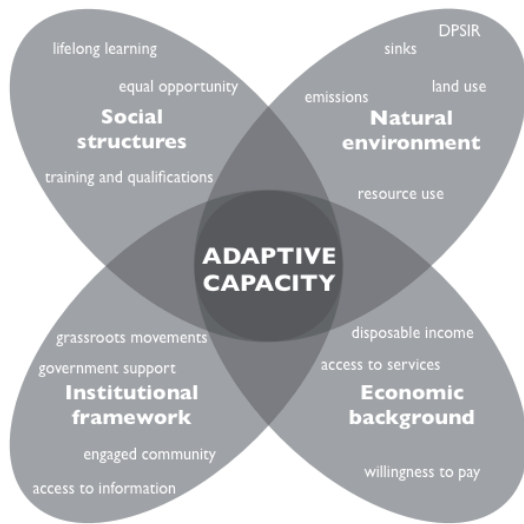 lifelong learning
equal opportunity
Social
structures
training and qualifications
DPSIR
sinks
land use
emissions
Natural
environment
resource use
ADAPTIVE
CAPACITY
grassroots movements
government support
Institutional
framework
engaged community
access to information
disposable income
access to services
Economic
background
willingness to pay